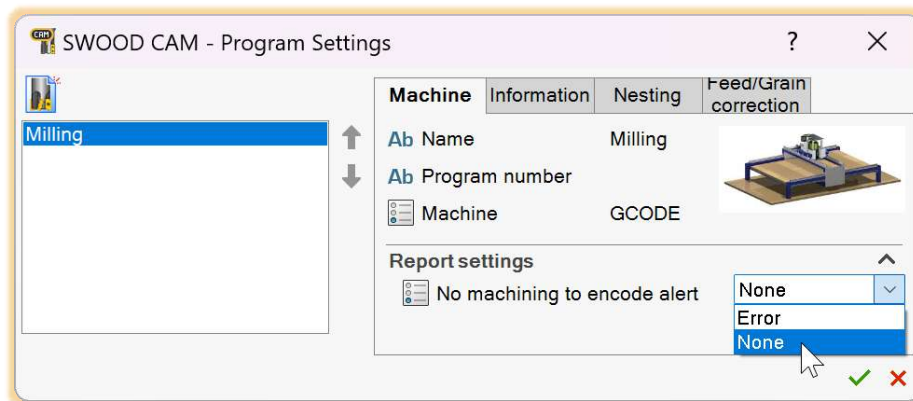 CAM
SWOOD CAM - Program Settings
?
Milling
Machine
Information
Nesting
Feed/Grain
correction
Ab Name
Milling
Ab Program number
Machine
GCODE
Report settings
No machining to encode alert
None
Error
None